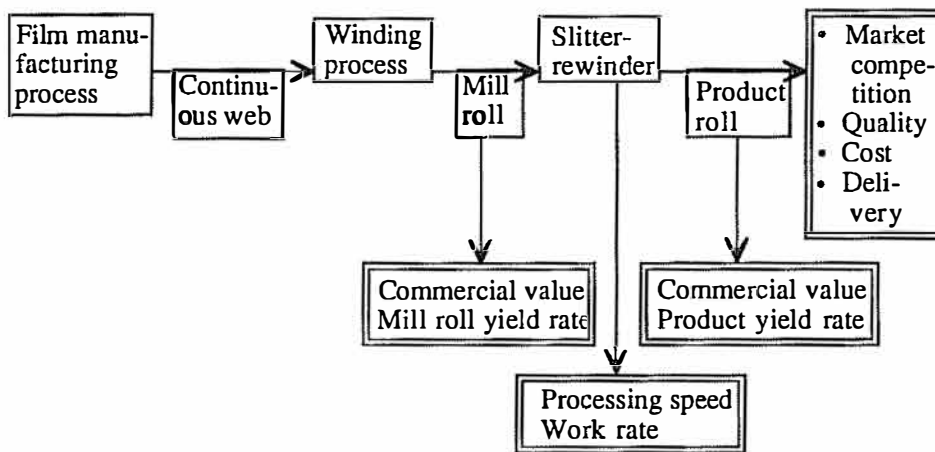 Film manu-
facturing
process
Continu-
ous web
Winding
process
Mill
roll
Slitter-
rewinder
Product
roll
• Market
compe-
tition
• Quality
• Cost
• Deli-
very
Commercial value
Mill roll yield rate
Commercial value
Product yield rate
Processing speed
Work rate